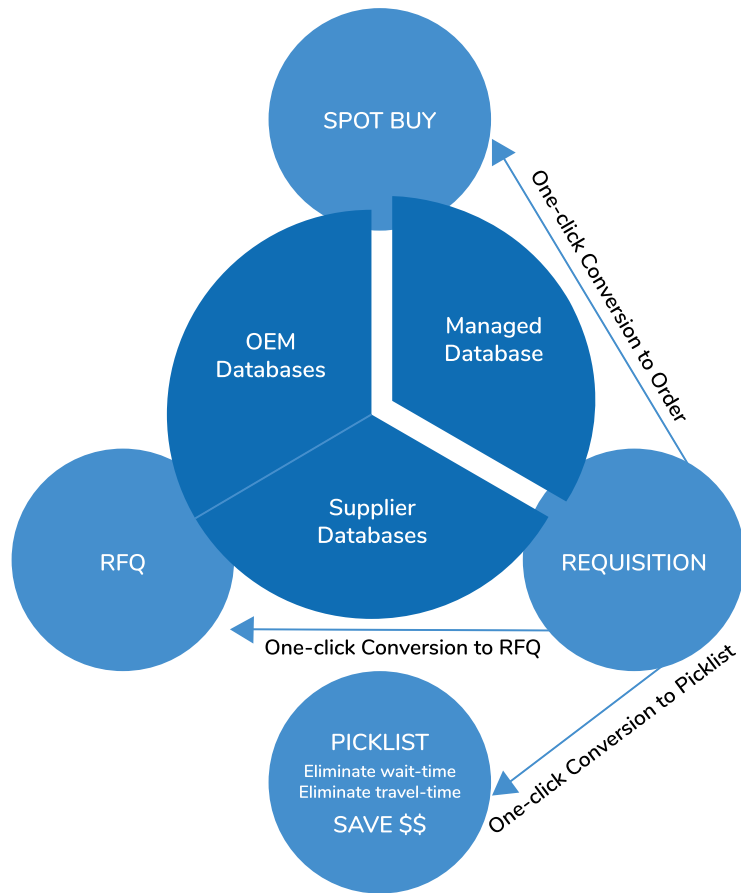 SPOT BUY
One-click Conversion to Order
Managed
Database
OEM
Databases
Supplier
Databases
RFQ
REQUISITION
One-click Conversion to RFQ
One-click Conversion to Picklist
PICKLIST
Eliminate wait-time
Eliminate travel-time
SAVE $$